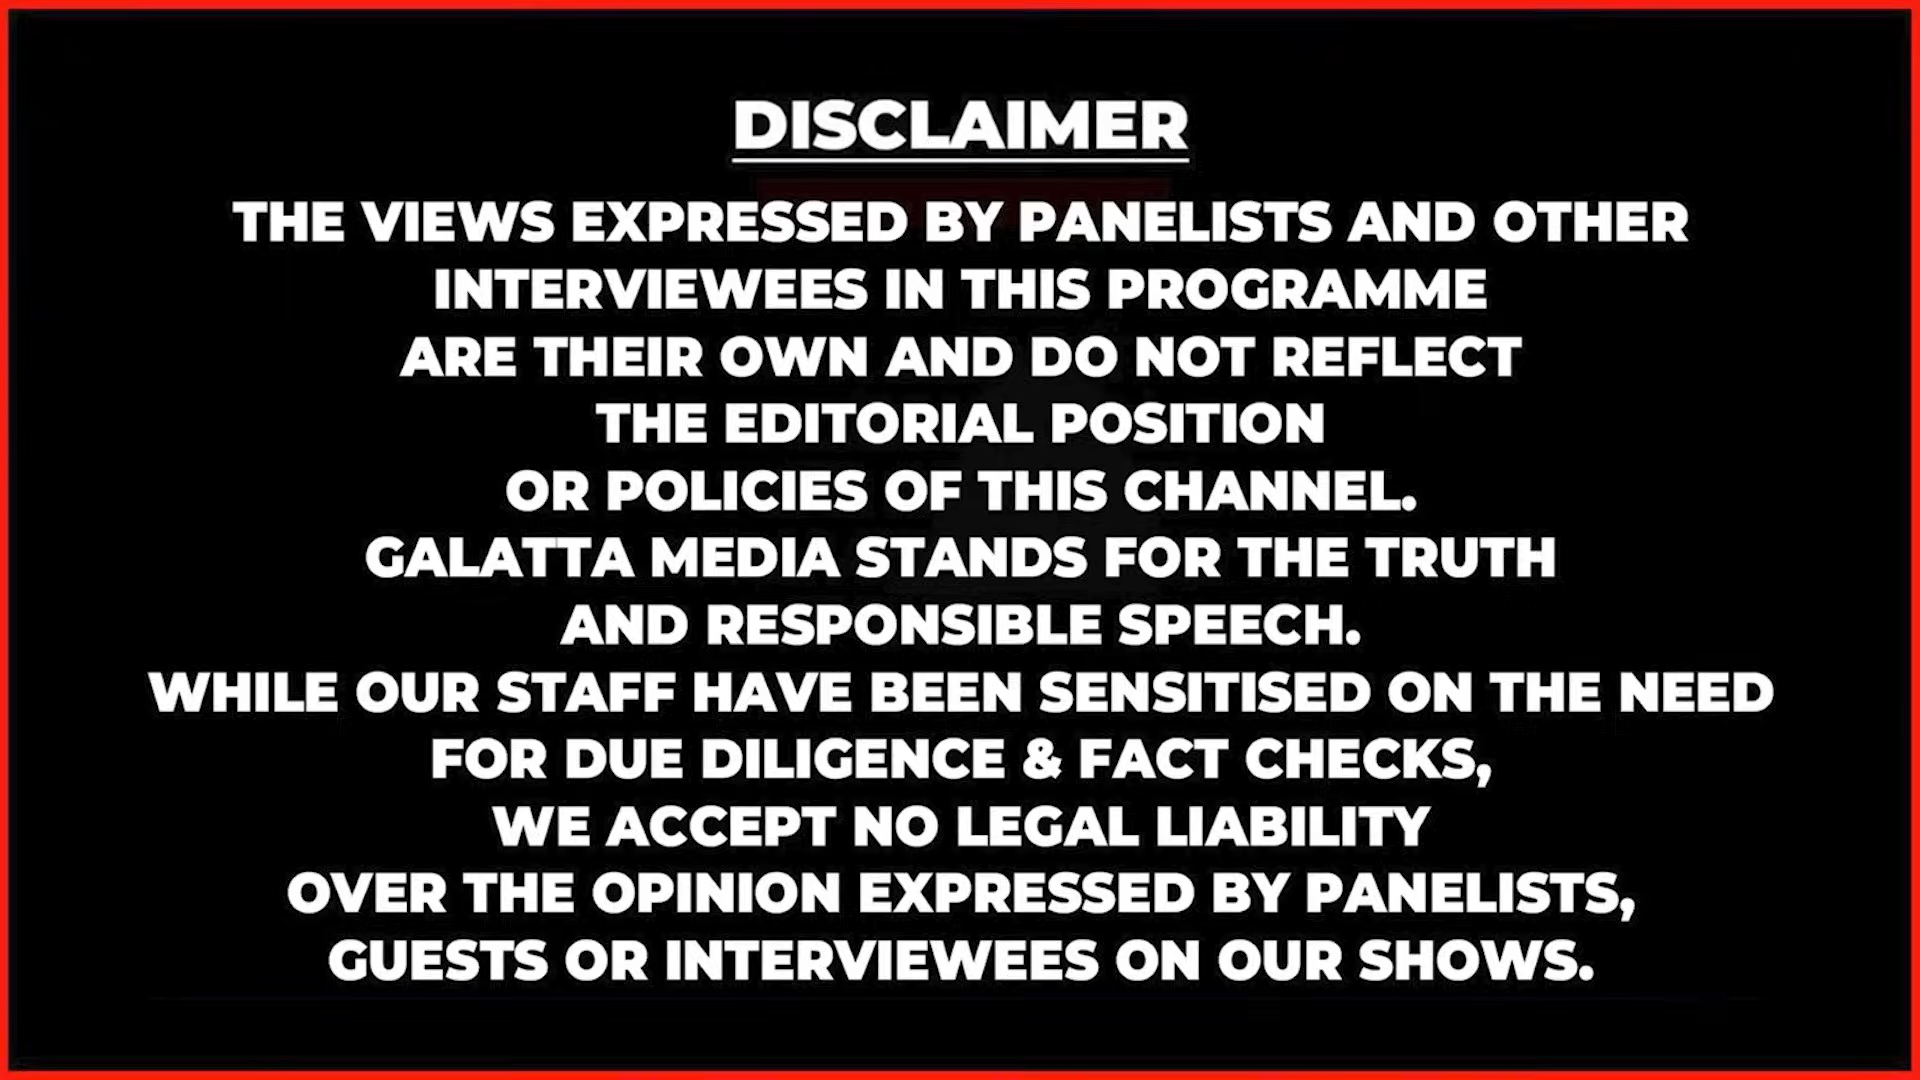 DISCLAIMER
THE VIEWS EXPRESSED BY PANELISTS AND OTHER
INTERVIEWEES IN THIS PROGRAMME
ARE THEIR OWN AND DO NOT REFLECT
THE EDITORIAL POSITION
OR POLICIES OF THIS CHANNEL.
GALATTA MEDIA STANDS FOR THE TRUTH
AND RESPONSIBLE SPEECH.
WHILE OUR STAFF HAVE BEEN SENSITISED ON THE NEED
FOR DUE DILIGENCE & FACT CHECKS,
WE ACCEPT NO LEGAL LIABILITY
OVER THE OPINION EXPRESSED BY PANELISTS,
GUESTS OR INTERVIEWEES ON OUR SHOWS.